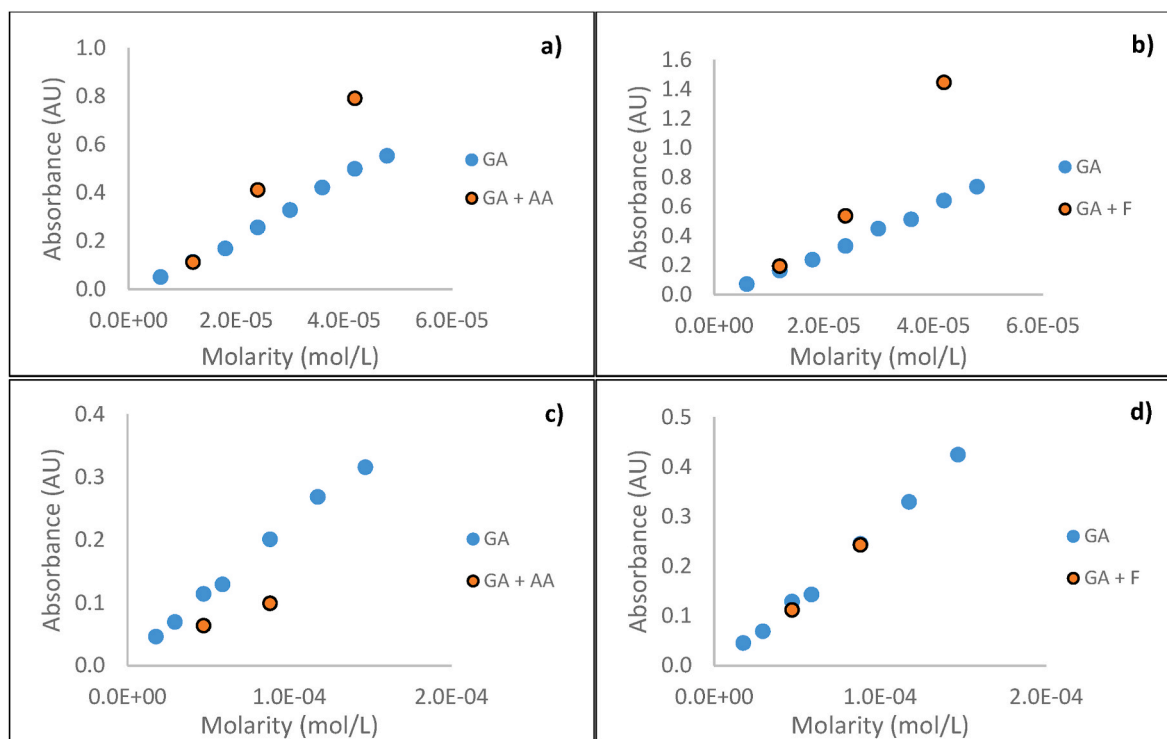 a)
Absorbance (AU)
1.0
0.8
0.6
0.4
0.2
0.0
0.0E+00 2.0E-05 4.0E-05 6.0E-05
Molarity (mol/L)
GA
GA + AA
b)
Absorbance (AU)
1.6
1.4
1.2
1.0
0.8
0.6
0.4
0.2
0.0
0.0E+00 2.0E-05 4.0E-05 6.0E-05
Molarity (mol/L)
GA
GA + F
c)
Absorbance (AU)
0.4
0.3
0.2
0.1
0.0
0.0E+00 1.0E-04 2.0E-04
Molarity (mol/L)
GA
GA + AA
d)
Absorbance (AU)
0.5
0.4
0.3
0.2
0.1
0.0
0.0E+00 1.0E-04 2.0E-04
Molarity (mol/L)
GA
GA + F